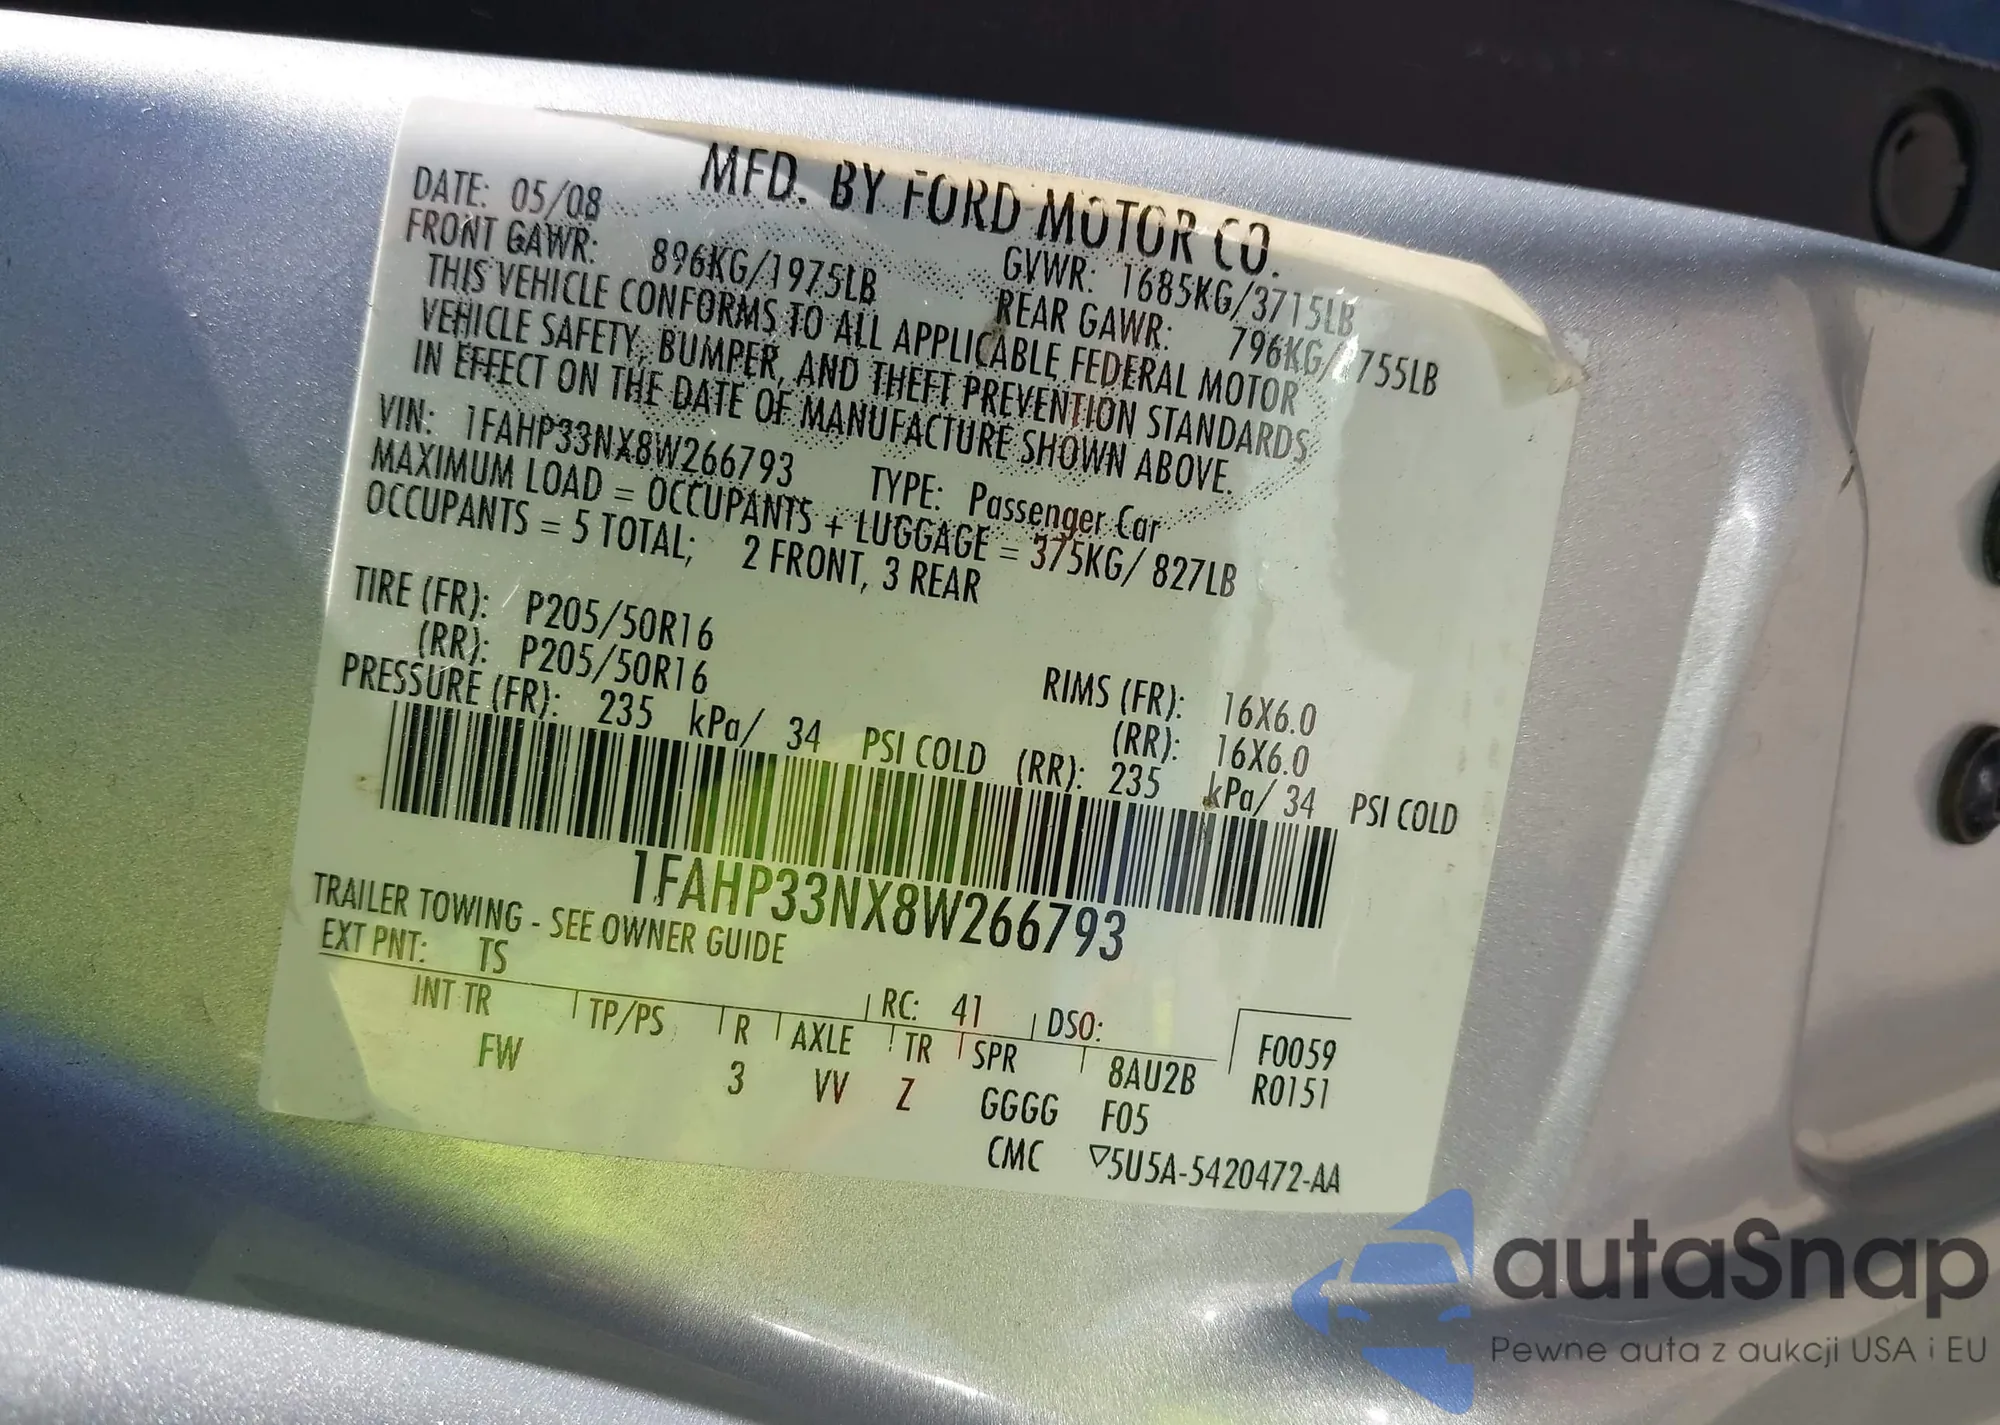 MFD. BY FORD MOTOR CO.
DATE: 05/08 GVWR: 1685KG/3715LB
FRONT GAWR: 896KG/1975LB REAR GAWR: 796KG/ 755LB
THIS VEHICLE CONFORMS TO ALL APPLICABLE FEDERAL MOTOR
VEHICLE SAFETY, BUMPER, AND THEFT PREVENTION STANDARDS
IN EFFECT ON THE DATE OF MANUFACTURE SHOWN ABOVE.
VIN: 1FAHP33NX8W266793 TYPE: Passenger Car
MAXIMUM LOAD = OCCUPANTS + LUGGAGE = 375KG/ 827LB
OCCUPANTS = 5 TOTAL; 2 FRONT, 3 REAR
TIRE (FR): P205/50R16 RIMS (FR): 16X6.0
(RR): P205/50R16 (RR): 16X6.0
PRESSURE (FR): 235 kPa/ 34 PSI COLD (RR): 235 kPa/ 34 PSI COLD
1FAHP33NX8W266793
TRAILER TOWING - SEE OWNER GUIDE
EXT PNT: TS RC: 41 DSO: F0059
INT TR TP/PS R AXLE TR SPR 8AU2B R0151
FW 3 VV Z GGGG F05
CMC ▽5U5A-5420472-AA
autaSnap
Pewne auta z aukcji USA i EU